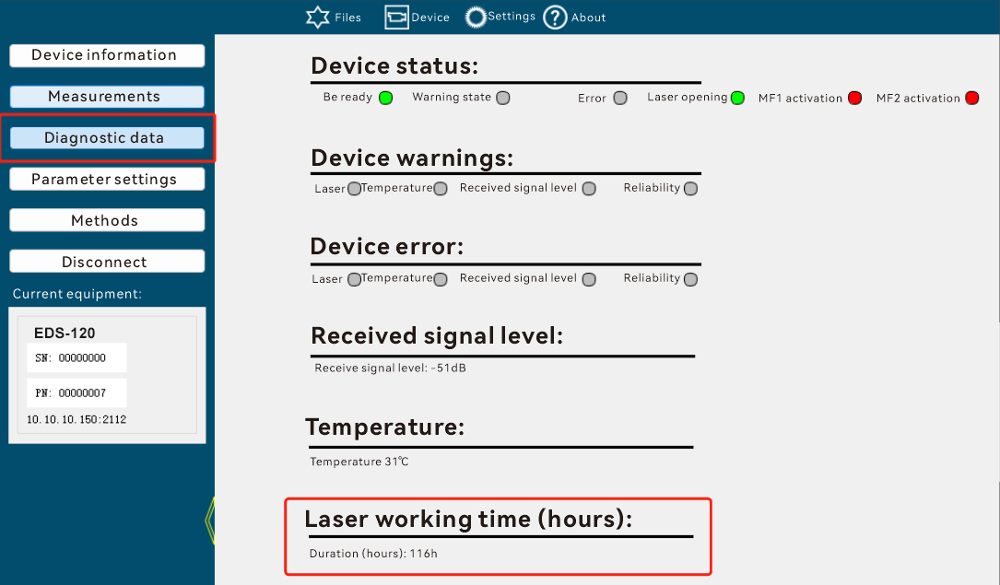 Files Device Settings About
Device information
Measurements
Diagnostic data
Parameter settings
Methods
Disconnect
Current equipment:
EDS-120
SN: 00000000
PN: 00000007
10.10.10.150:2112
Device status:
Be ready Warning state Error Laser opening MF1 activation MF2 activation
Device warnings:
Laser Temperature Received signal level Reliability
Device error:
Laser Temperature Received signal level Reliability
Received signal level:
Receive signal level: -51dB
Temperature:
Temperature 31℃
Laser working time (hours):
Duration (hours): 116h